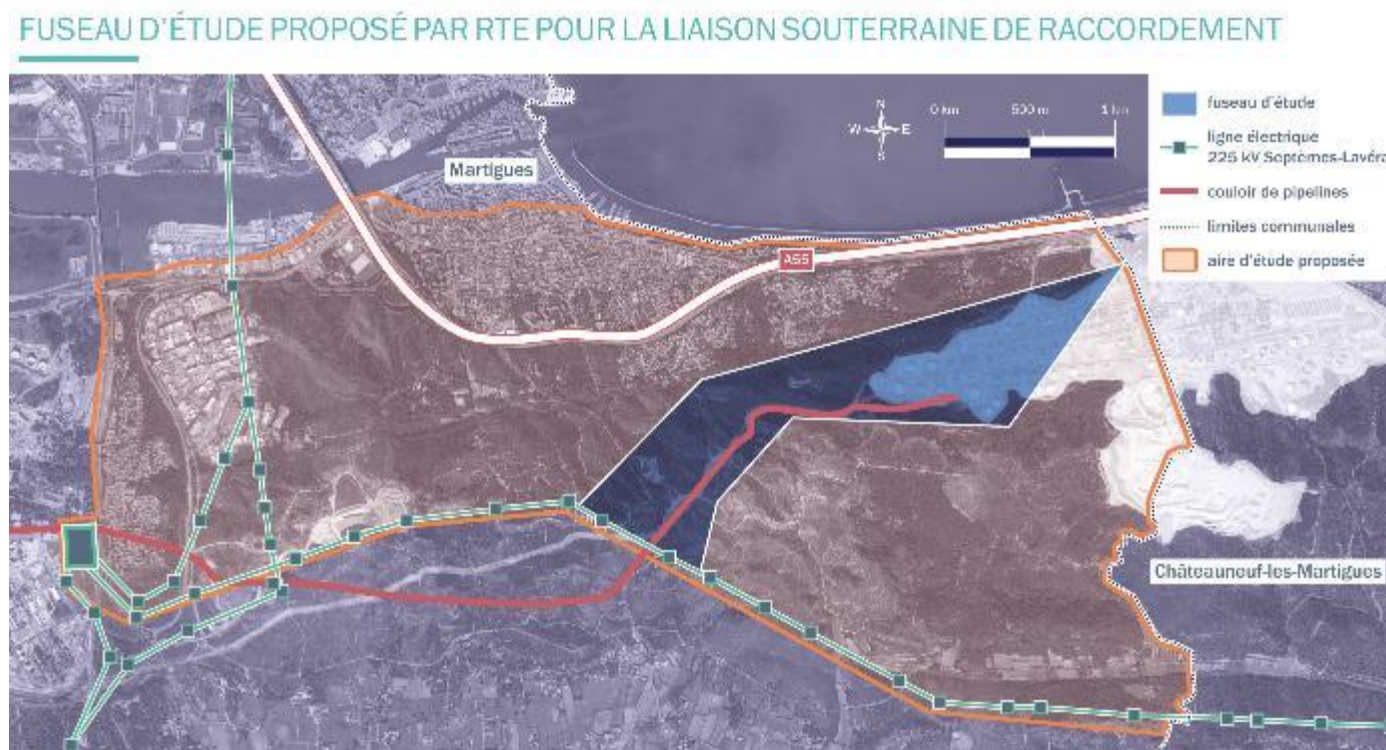 FUSEAU D'ÉTUDE PROPOSÉ PAR RTE POUR LA LIAISON SOUTERRAINE DE RACCORDEMENT
Martigues
N
W E
S
0 km 500 m 1 km
A55
fuseau d'étude
ligne électrique
225 kV Septèmes-Lavéra
couloir de pipelines
limites communales
aire d'étude proposée
Châteauneuf-les-Martigues